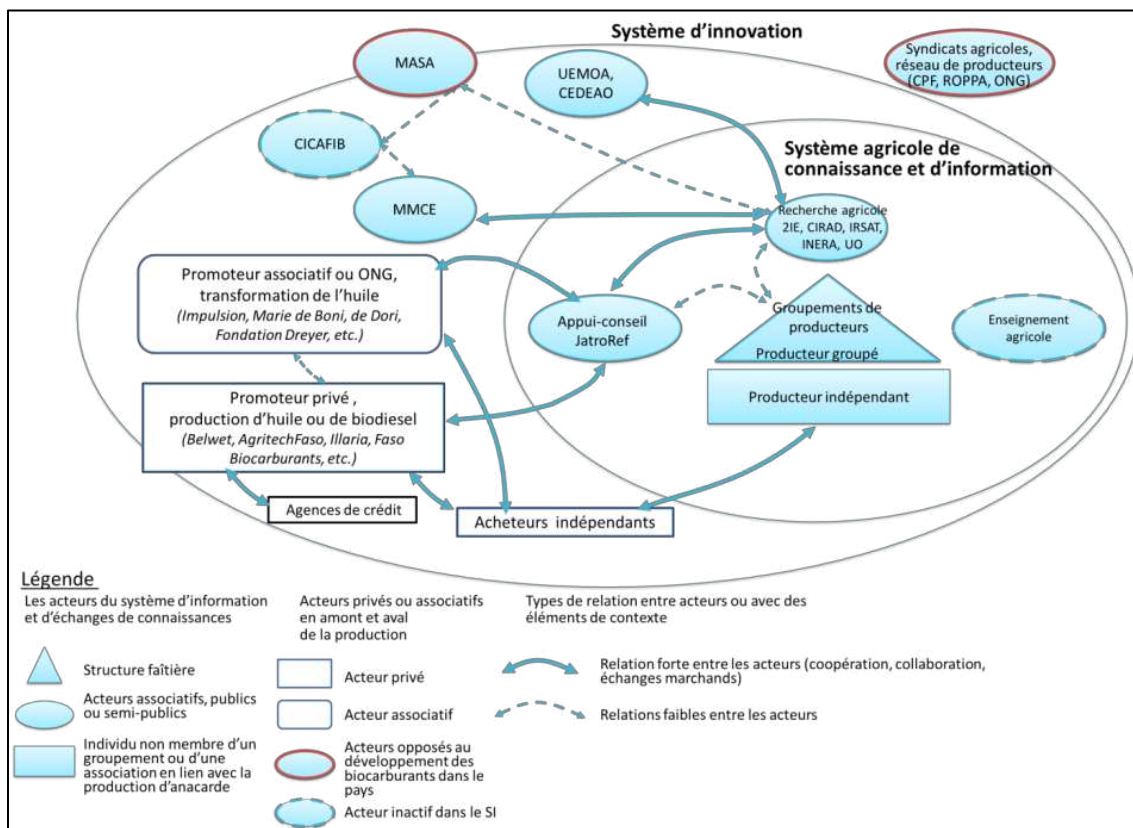 Système d'innovation
MASA
UEMOA,
CEDEAO
Syndicats agricoles,
réseau de producteurs
(CPF, ROPPA, ONG)
CICAFIB
Système agricole de
connaissance et d'information
MMCE
Recherche agricole
2IE, CIRAD, IRSAT,
INERA, UO
Promoteur associatif ou ONG,
transformation de l'huile
(Impulsion, Marie de Boni, de Dori,
Fondation Dreyer, etc.)
Appui-conseil
JatroRef
Groupements de
producteurs
Producteur groupé
Enseignement
agricole
Producteur indépendant
Promoteur privé ,
production d'huile ou de biodiesel
(Belwet, AgritechFaso, Illaria, Faso
Biocarburants, etc.)
Agences de crédit
Acheteurs indépendants
Légende
Les acteurs du système d'information
et d'échanges de connaissances
Structure faîtière
Acteurs associatifs, publics
ou semi-publics
Individu non membre d'un
groupement ou d'une
association en lien avec la
production d'anacarde
Acteurs privés ou associatifs
en amont et aval
de la production
Acteur privé
Acteur associatif
Acteurs opposés au
développement des
biocarburants dans le
pays
Acteur inactif dans le SI
Types de relation entre acteurs ou avec des
éléments de contexte
Relation forte entre les acteurs (coopération, collaboration,
échanges marchands)
Relations faibles entre les acteurs